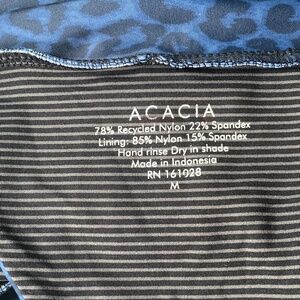 ACACIA
78% Recycled Nylon 22% Spandex
Lining: 85% Nylon 15% Spandex
Hand rinse Dry in shade
Made in Indonesia
RN 161028
M